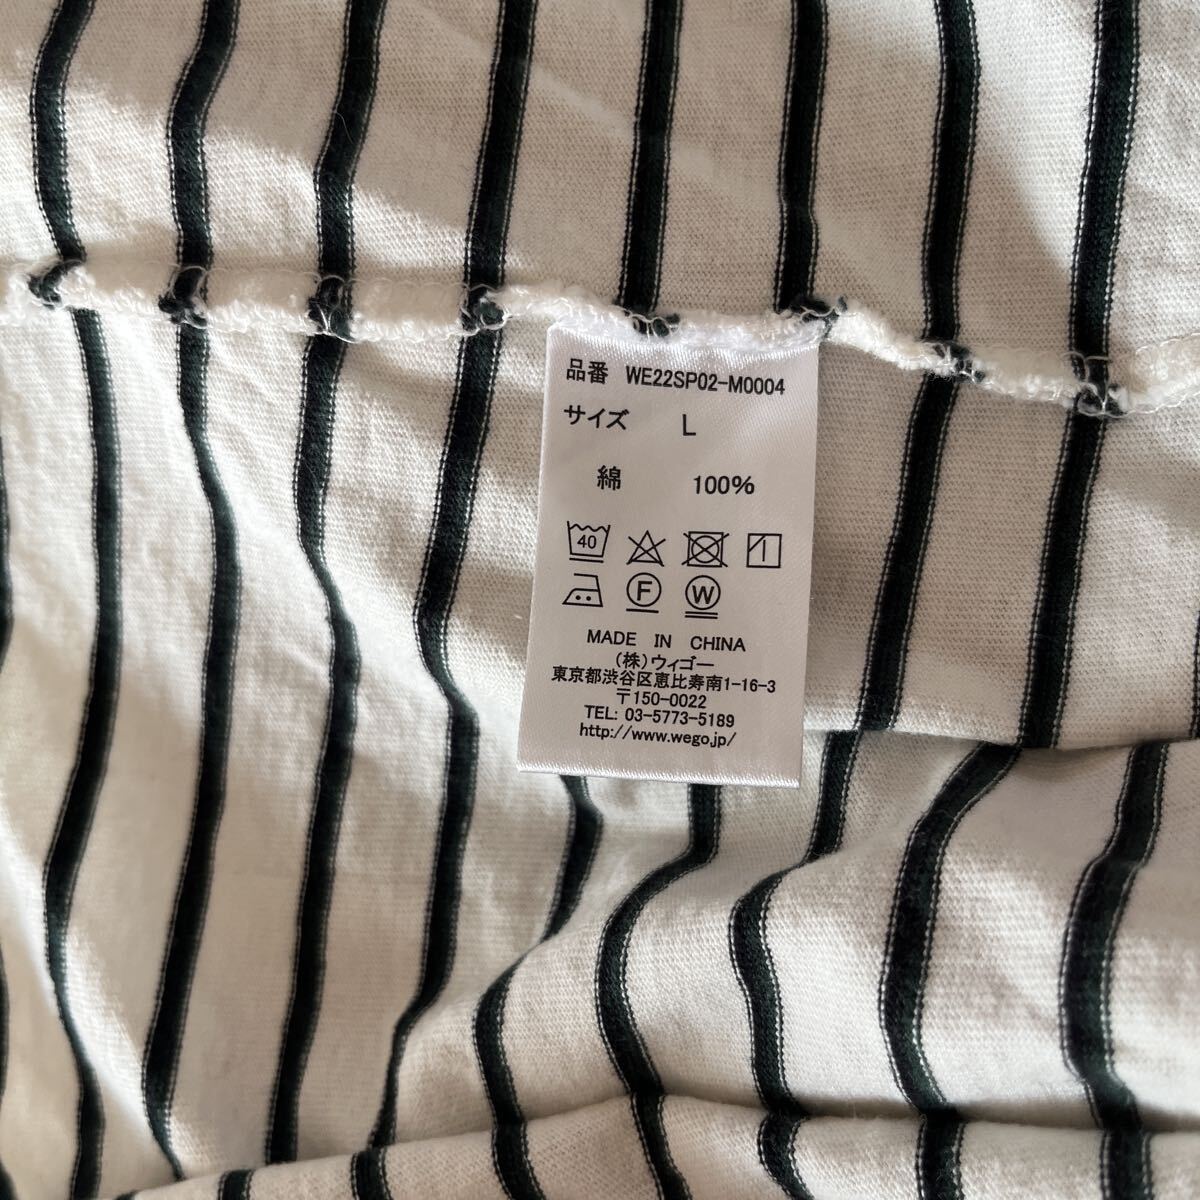 品番 WE22SP02-M0004
サイズ L
綿 100%
40
F W
MADE IN CHINA
(株)ウィゴー
東京都渋谷区恵比寿南1-16-3
〒150-0022
TEL: 03-5773-5189
http://www.wego.jp/